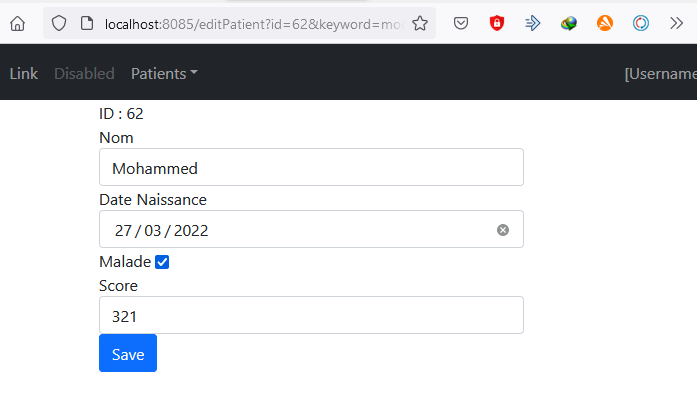 localhost:8085/editPatient?id=62&keyword=mo
Link Disabled Patients [Username
ID : 62
Nom
Mohammed
Date Naissance
27/03/2022
Malade
Score
321
Save